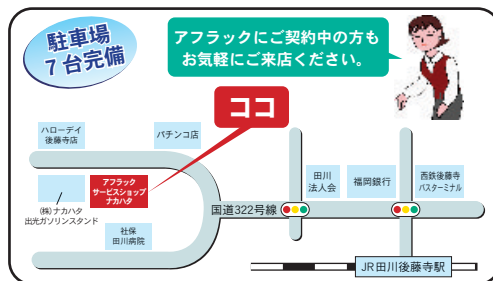 駐車場
7台完備
アフラックにご契約中の方も
お気軽にご来店ください。
ココ
ハローデイ
後藤寺店
パチンコ店
アフラック
サービスショップ
ナカハタ
(株)ナカハタ
出光ガソリンスタンド
社保
田川病院
国道322号線
田川
法人会
福岡銀行
西鉄後藤寺
バスターミナル
JR田川後藤寺駅